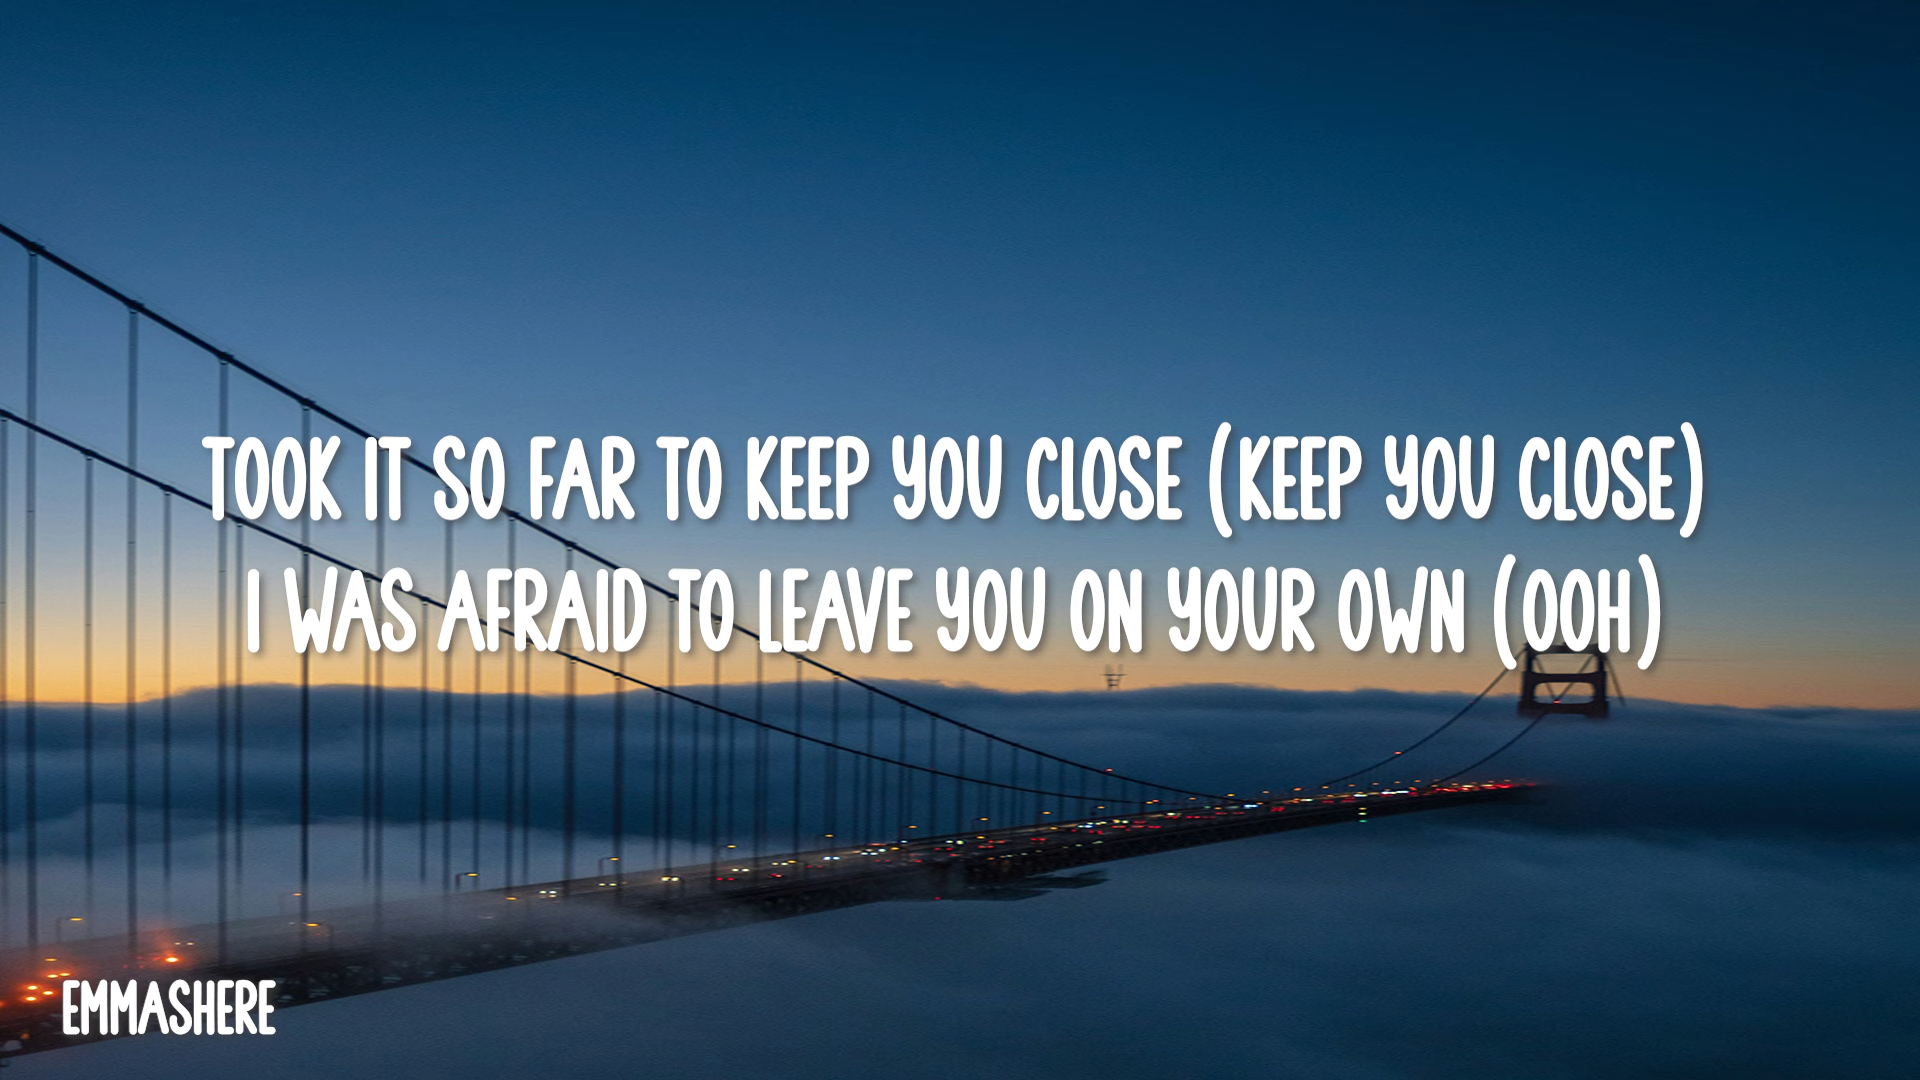 TOOK IT SO FAR TO KEEP YOU CLOSE (KEEP YOU CLOSE)
I WAS AFRAID TO LEAVE YOU ON YOUR OWN (OOH)
EMMASHERE